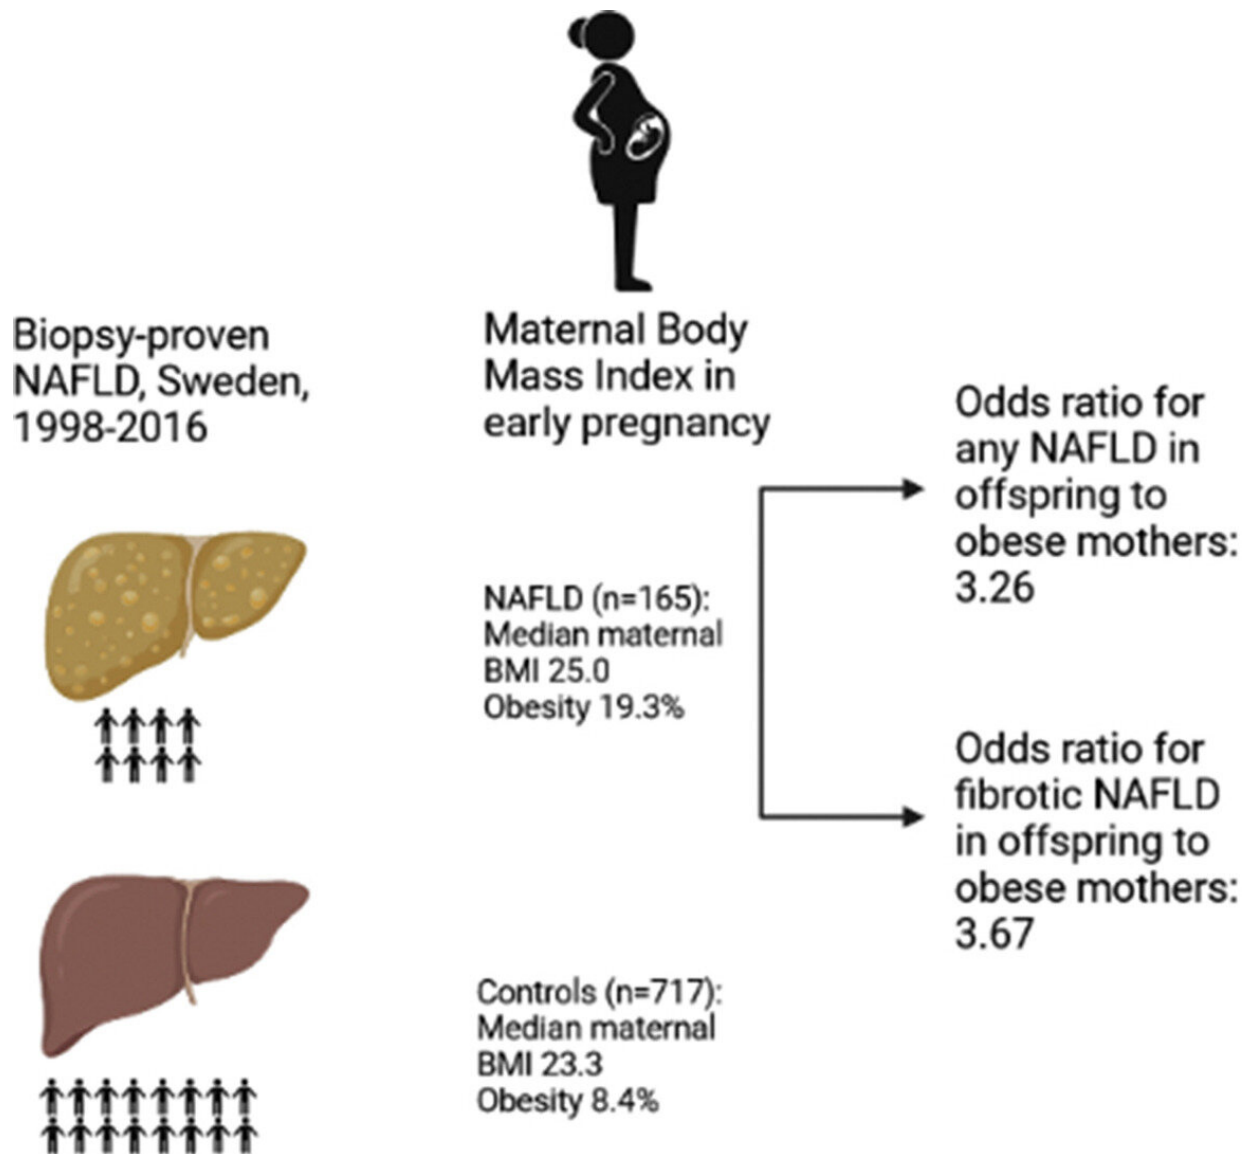 Biopsy-proven
NAFLD, Sweden,
1998-2016
Maternal Body
Mass Index in
early pregnancy
NAFLD (n=165):
Median maternal
BMI 25.0
Obesity 19.3%
Controls (n=717):
Median maternal
BMI 23.3
Obesity 8.4%
Odds ratio for
any NAFLD in
offspring to
obese mothers:
3.26
Odds ratio for
fibrotic NAFLD
in offspring to
obese mothers:
3.67